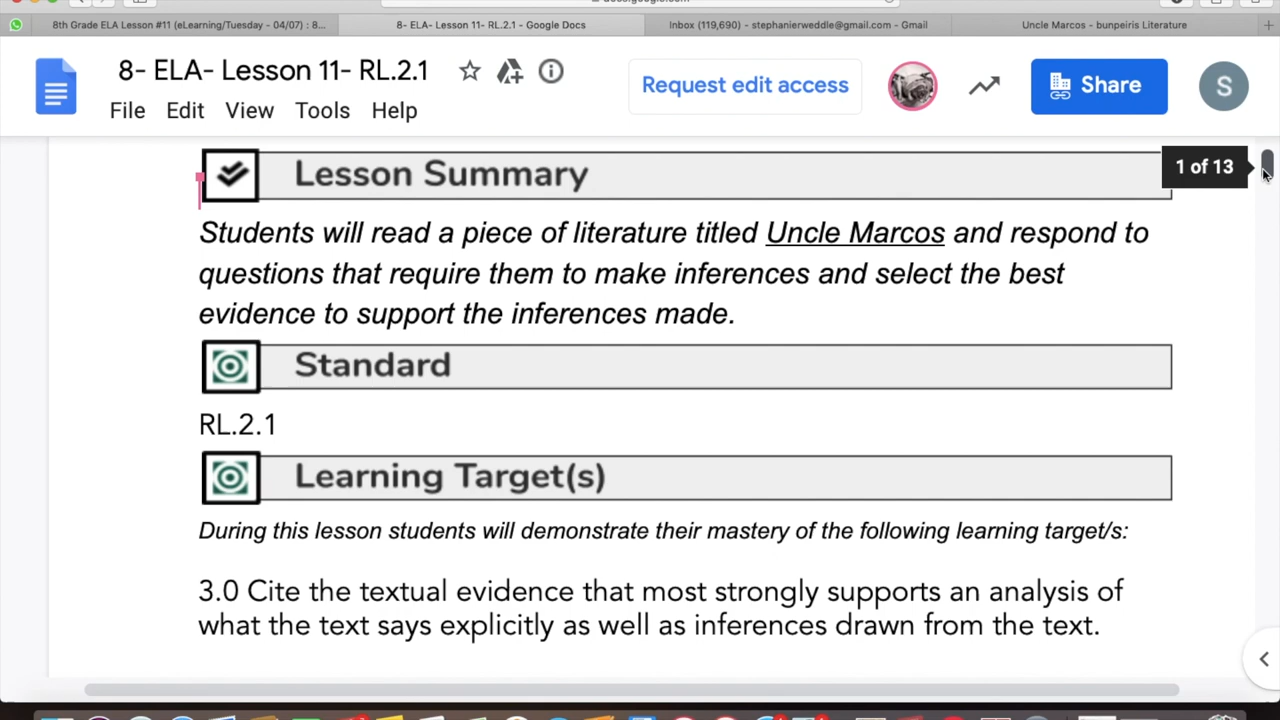 8th Grade ELA Lesson #11 (eLearning/Tuesday - 04/07) : 8...
8- ELA- Lesson 11- RL.2.1 - Google Docs
Inbox (119,690) - stephanierweddle@gmail.com - Gmail
Uncle Marcos - bunpeiris Literature
8- ELA- Lesson 11- RL.2.1
Request edit access
Share
S
File Edit View Tools Help
Lesson Summary
1 of 13
Students will read a piece of literature titled Uncle Marcos and respond to
questions that require them to make inferences and select the best
evidence to support the inferences made.
Standard
RL.2.1
Learning Target(s)
During this lesson students will demonstrate their mastery of the following learning target/s:
3.0 Cite the textual evidence that most strongly supports an analysis of
what the text says explicitly as well as inferences drawn from the text.